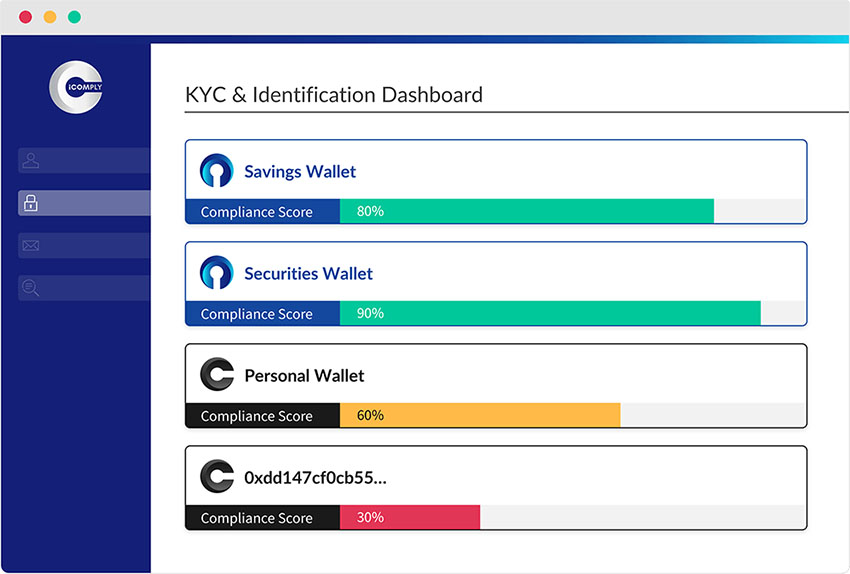 iCOMPLY
KYC & Identification Dashboard
Savings Wallet
Compliance Score 80%
Securities Wallet
Compliance Score 90%
Personal Wallet
Compliance Score 60%
0xdd147cf0cb55...
Compliance Score 30%